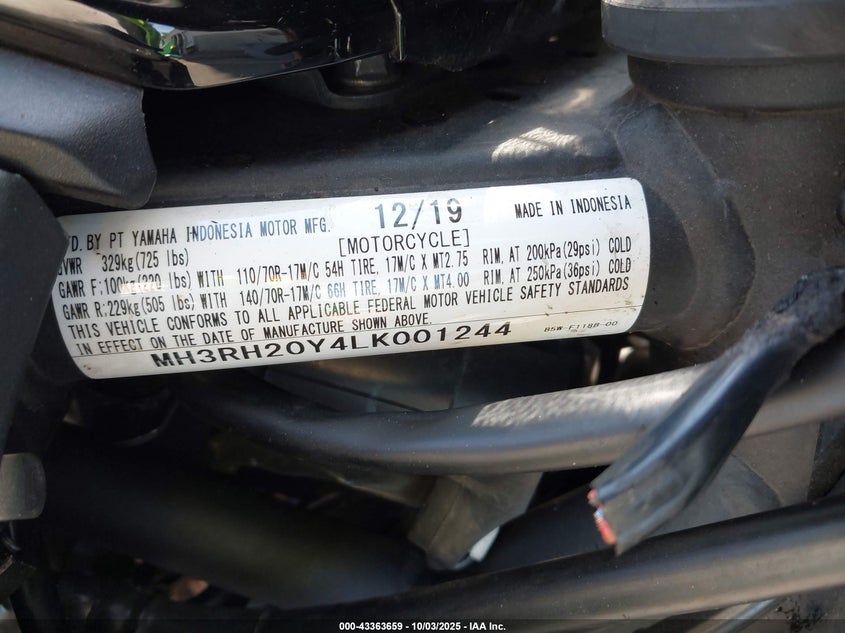 BY PT YAMAHA INDONESIA MOTOR MFG. 12/19 MADE IN INDONESIA
[MOTORCYCLE]
GVWR 329kg(725 lbs)
GAWR F:100kg(220 lbs) WITH 110/70R-17M/C 54H TIRE, 17M/C X MT2.75 RIM, AT 200kPa(29psi) COLD
GAWR R:229kg(505 lbs) WITH 140/70R-17M/C 66H TIRE, 17M/C X MT4.00 RIM, AT 250kPa(36psi) COLD
THIS VEHICLE CONFORMS TO ALL APPLICABLE FEDERAL MOTOR VEHICLE SAFETY STANDARDS
IN EFFECT ON THE DATE OF MANUFACTURE SHOWN ABOVE.
MH3RH20Y4LK001244 B5W-F118B-00
000-43363659 - 10/03/2025 - IAA Inc.